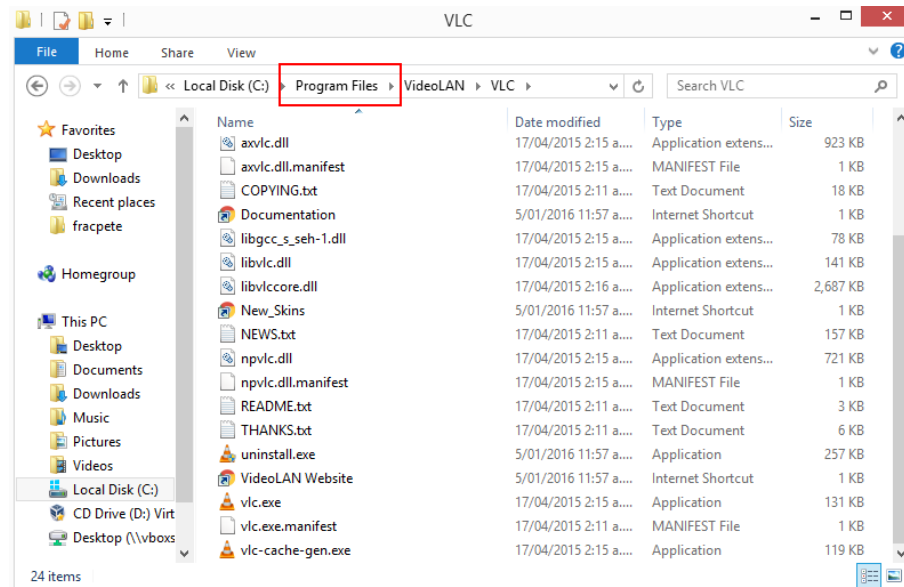 VLC
File Home Share View
« Local Disk (C:) Program Files VideoLAN VLC Search VLC
Favorites
Desktop
Downloads
Recent places
fracpete
Homegroup
This PC
Desktop
Documents
Downloads
Music
Pictures
Videos
Local Disk (C:)
CD Drive (D:) Virt
Desktop (\\vboxs
Name Date modified Type Size
axvlc.dll 17/04/2015 2:15 a.... Application extens... 923 KB
axvlc.dll.manifest 17/04/2015 2:15 a.... MANIFEST File 1 KB
COPYING.txt 17/04/2015 2:11 a.... Text Document 18 KB
Documentation 5/01/2016 11:57 a.... Internet Shortcut 1 KB
libgcc_s_seh-1.dll 17/04/2015 2:15 a.... Application extens... 78 KB
libvlc.dll 17/04/2015 2:15 a.... Application extens... 141 KB
libvlccore.dll 17/04/2015 2:16 a.... Application extens... 2,687 KB
New_Skins 5/01/2016 11:57 a.... Internet Shortcut 1 KB
NEWS.txt 17/04/2015 2:11 a.... Text Document 157 KB
npvlc.dll 17/04/2015 2:15 a.... Application extens... 721 KB
npvlc.dll.manifest 17/04/2015 2:15 a.... MANIFEST File 1 KB
README.txt 17/04/2015 2:11 a.... Text Document 3 KB
THANKS.txt 17/04/2015 2:11 a.... Text Document 6 KB
uninstall.exe 5/01/2016 11:57 a.... Application 257 KB
VideoLAN Website 5/01/2016 11:57 a.... Internet Shortcut 1 KB
vlc.exe 17/04/2015 2:15 a.... Application 131 KB
vlc.exe.manifest 17/04/2015 2:11 a.... MANIFEST File 1 KB
vlc-cache-gen.exe 17/04/2015 2:15 a.... Application 119 KB
24 items